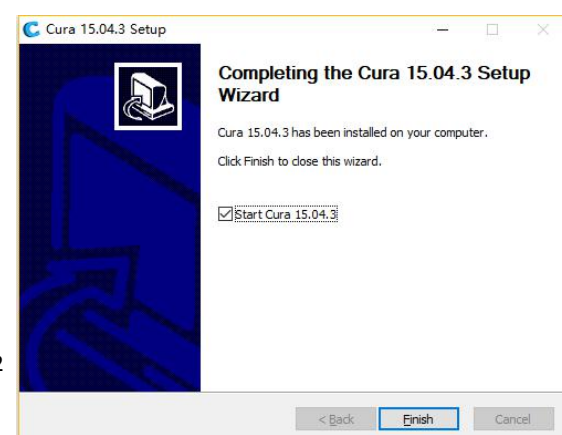 Cura 15.04.3 Setup
Completing the Cura 15.04.3 Setup
Wizard
Cura 15.04.3 has been installed on your computer.
Click Finish to close this wizard.
Start Cura 15.04.3
2
< Back Finish Cancel